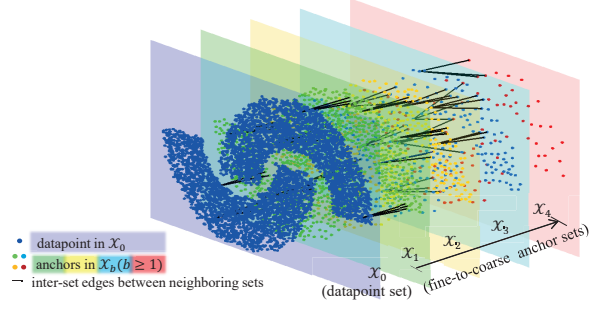 datapoint in 𝒳₀
anchors in 𝒳_b(b ≥ 1)
inter-set edges between neighboring sets
𝒳₀
(datapoint set)
𝒳₁
𝒳₂
𝒳₃
𝒳₄
(fine-to-coarse anchor sets)